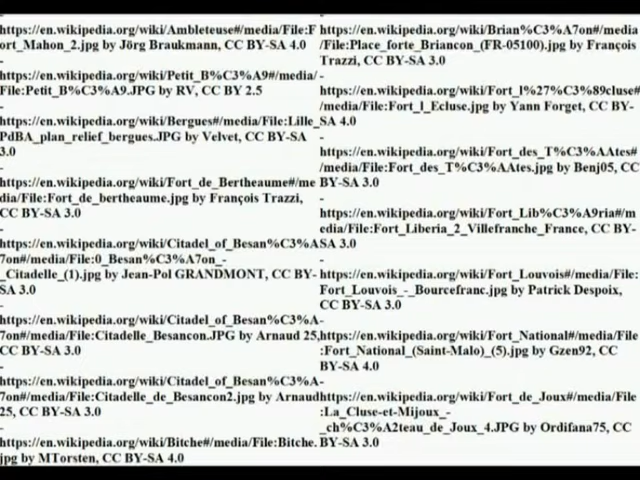 https://en.wikipedia.org/wiki/Ambleteuse#/media/File:F
ort_Mahon_2.jpg by Jörg Braukmann, CC BY-SA 4.0
-
https://en.wikipedia.org/wiki/Petit_B%C3%A9#/media/
File:Petit_B%C3%A9.JPG by RV, CC BY 2.5
-
https://en.wikipedia.org/wiki/Bergues#/media/File:Lille_
PdBA_plan_relief_bergues.JPG by Velvet, CC BY-SA
3.0
-
https://en.wikipedia.org/wiki/Fort_de_Bertheaume#/me
dia/File:Fort_de_bertheaume.jpg by François Trazzi,
CC BY-SA 3.0
-
https://en.wikipedia.org/wiki/Citadel_of_Besan%C3%A
7on#/media/File:0_Besan%C3%A7on_-
_Citadelle_(1).jpg by Jean-Pol GRANDMONT, CC BY-
SA 3.0
-
https://en.wikipedia.org/wiki/Citadel_of_Besan%C3%A
7on#/media/File:Citadelle_Besancon.JPG by Arnaud 25,
CC BY-SA 3.0
-
https://en.wikipedia.org/wiki/Citadel_of_Besan%C3%A
7on#/media/File:Citadelle_de_Besancon2.jpg by Arnaud
25, CC BY-SA 3.0
-
https://en.wikipedia.org/wiki/Bitche#/media/File:Bitche.
jpg by MTorsten, CC BY-SA 4.0
https://en.wikipedia.org/wiki/Brian%C3%A7on#/media
/File:Place_forte_Briancon_(FR-05100).jpg by François
Trazzi, CC BY-SA 3.0
-
https://en.wikipedia.org/wiki/Fort_l%27%C3%89cluse#
/media/File:Fort_l_Ecluse.jpg by Yann Forget, CC BY-
SA 4.0
-
https://en.wikipedia.org/wiki/Fort_des_T%C3%AAtes#
/media/File:Fort_des_T%C3%AAtes.jpg by Benj05, CC
BY-SA 3.0
-
https://en.wikipedia.org/wiki/Fort_Lib%C3%A9ria#/m
edia/File:Fort_Liberia_2_Villefranche_France, CC BY-
SA 3.0
-
https://en.wikipedia.org/wiki/Fort_Louvois#/media/File:
Fort_Louvois_-_Bourcefranc.jpg by Patrick Despoix,
CC BY-SA 3.0
-
https://en.wikipedia.org/wiki/Fort_National#/media/File
:Fort_National_(Saint-Malo)_(5).jpg by Gzen92, CC
BY-SA 4.0
-
https://en.wikipedia.org/wiki/Fort_de_Joux#/media/File
:La_Cluse-et-Mijoux_-
_ch%C3%A2teau_de_Joux_4.JPG by Ordifana75, CC
BY-SA 3.0